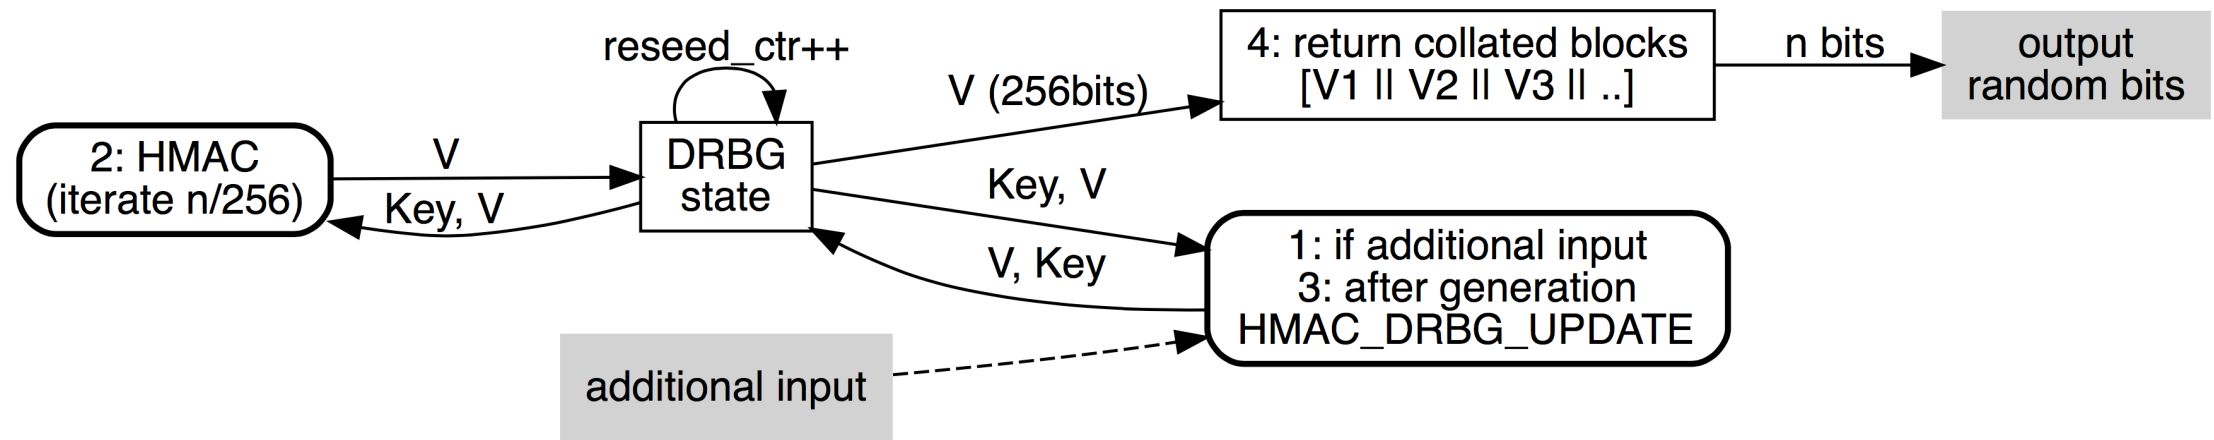 reseed_ctr++
2: HMAC
(iterate n/256)
V
Key, V
DRBG
state
V (256bits)
4: return collated blocks
[V1 || V2 || V3 || ..]
n bits
output
random bits
Key, V
V, Key
1: if additional input
3: after generation
HMAC_DRBG_UPDATE
additional input